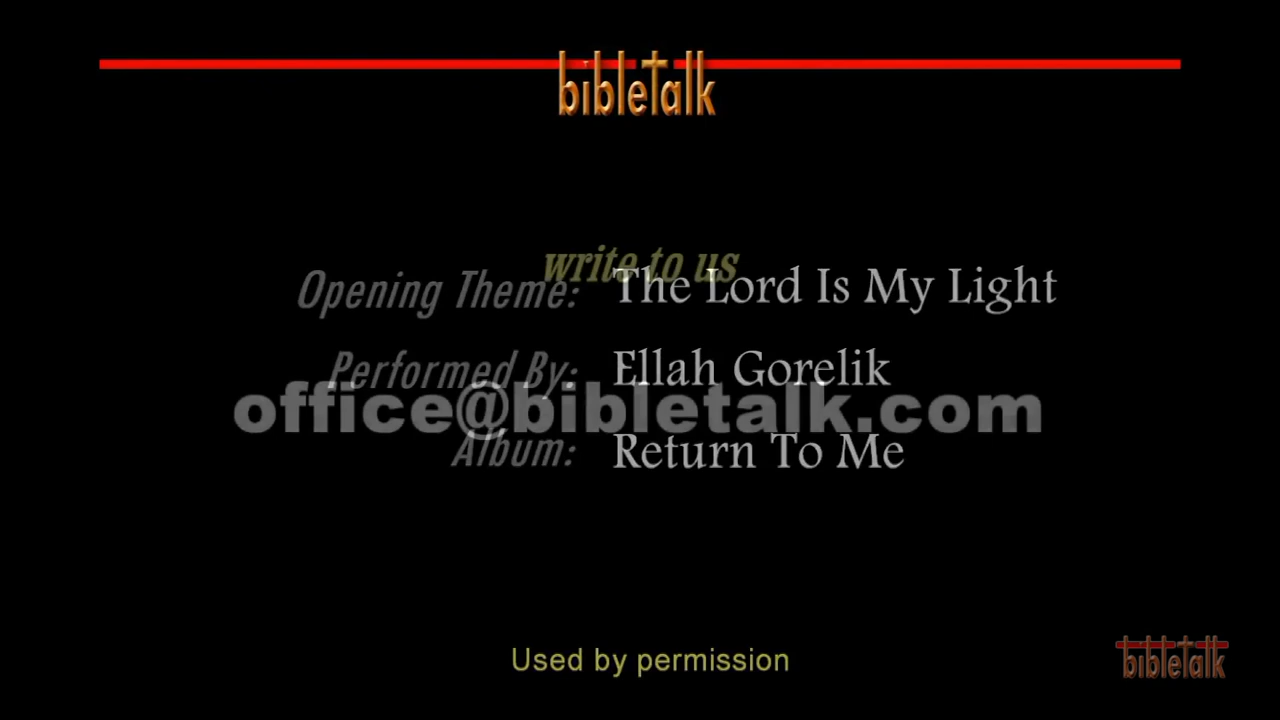 bibletalk
write to us
Opening Theme: The Lord Is My Light
Performed By: Ellah Gorelik
office@bibletalk.com
Album: Return To Me
Used by permission
bibletalk